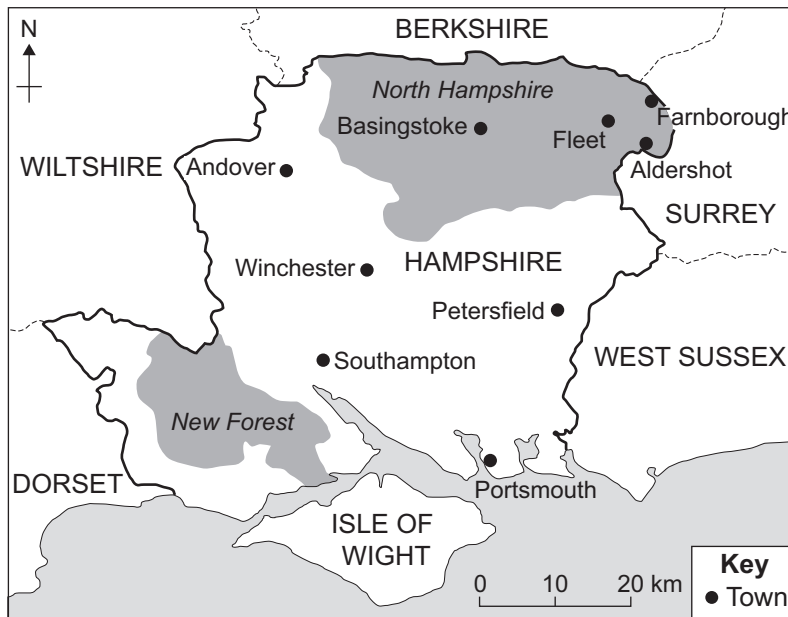 N
BERKSHIRE
North Hampshire
Farnborough
Basingstoke
Fleet
WILTSHIRE
Andover
Aldershot
SURREY
Winchester
HAMPSHIRE
Petersfield
Southampton
WEST SUSSEX
New Forest
DORSET
Portsmouth
ISLE OF
WIGHT
0 10 20 km
Key
Town